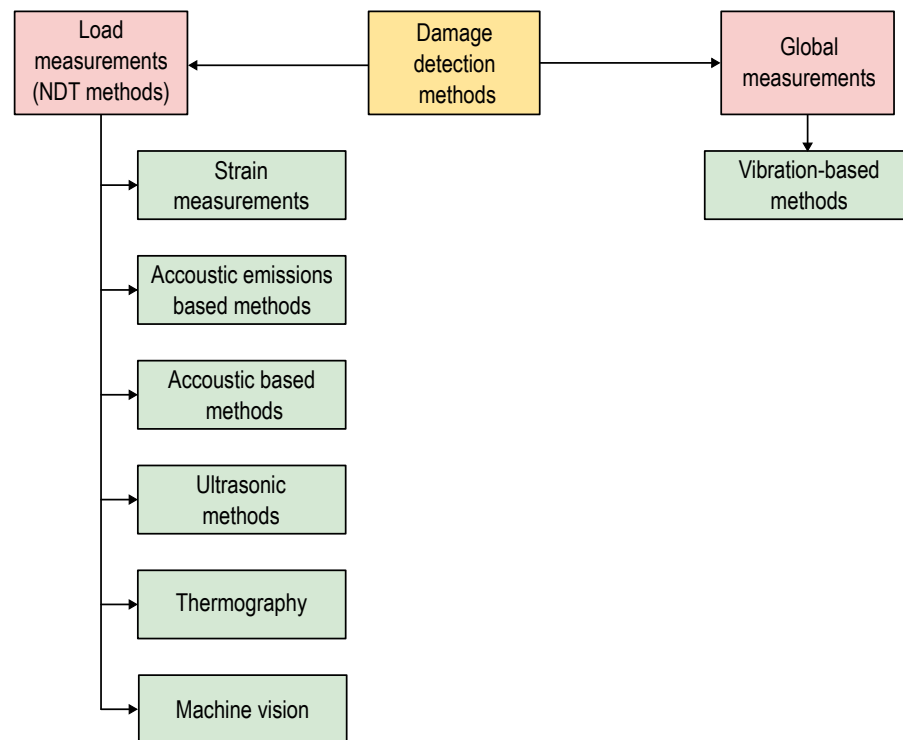 Load
measurements
(NDT methods)
Damage
detection
methods
Global
measurements
Strain
measurements
Vibration-based
methods
Accoustic emissions
based methods
Accoustic based
methods
Ultrasonic
methods
Thermography
Machine vision